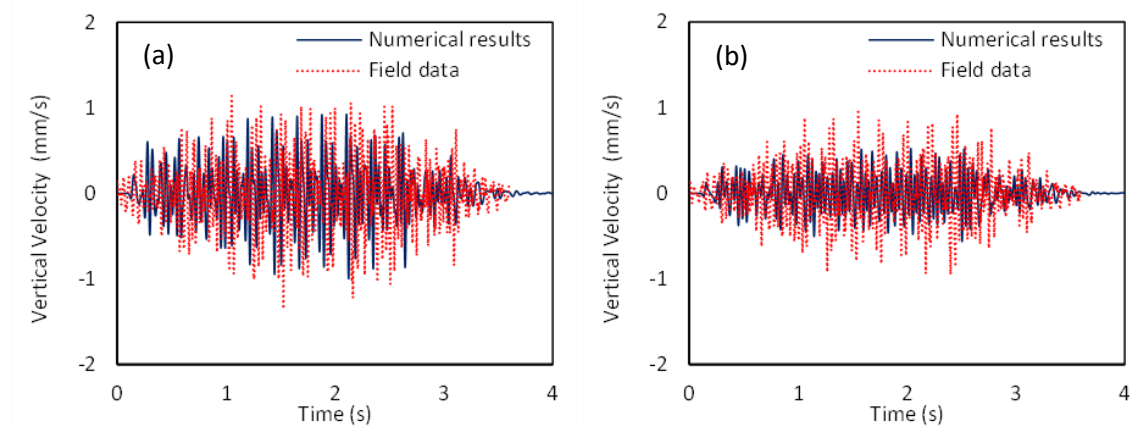 (a)
Numerical results
Field data
Vertical Velocity (mm/s)
2
1
0
-1
-2
0 1 2 3 4
Time (s)
(b)
Numerical results
Field data
Vertical Velocity (mm/s)
2
1
0
-1
-2
0 1 2 3 4
Time (s)